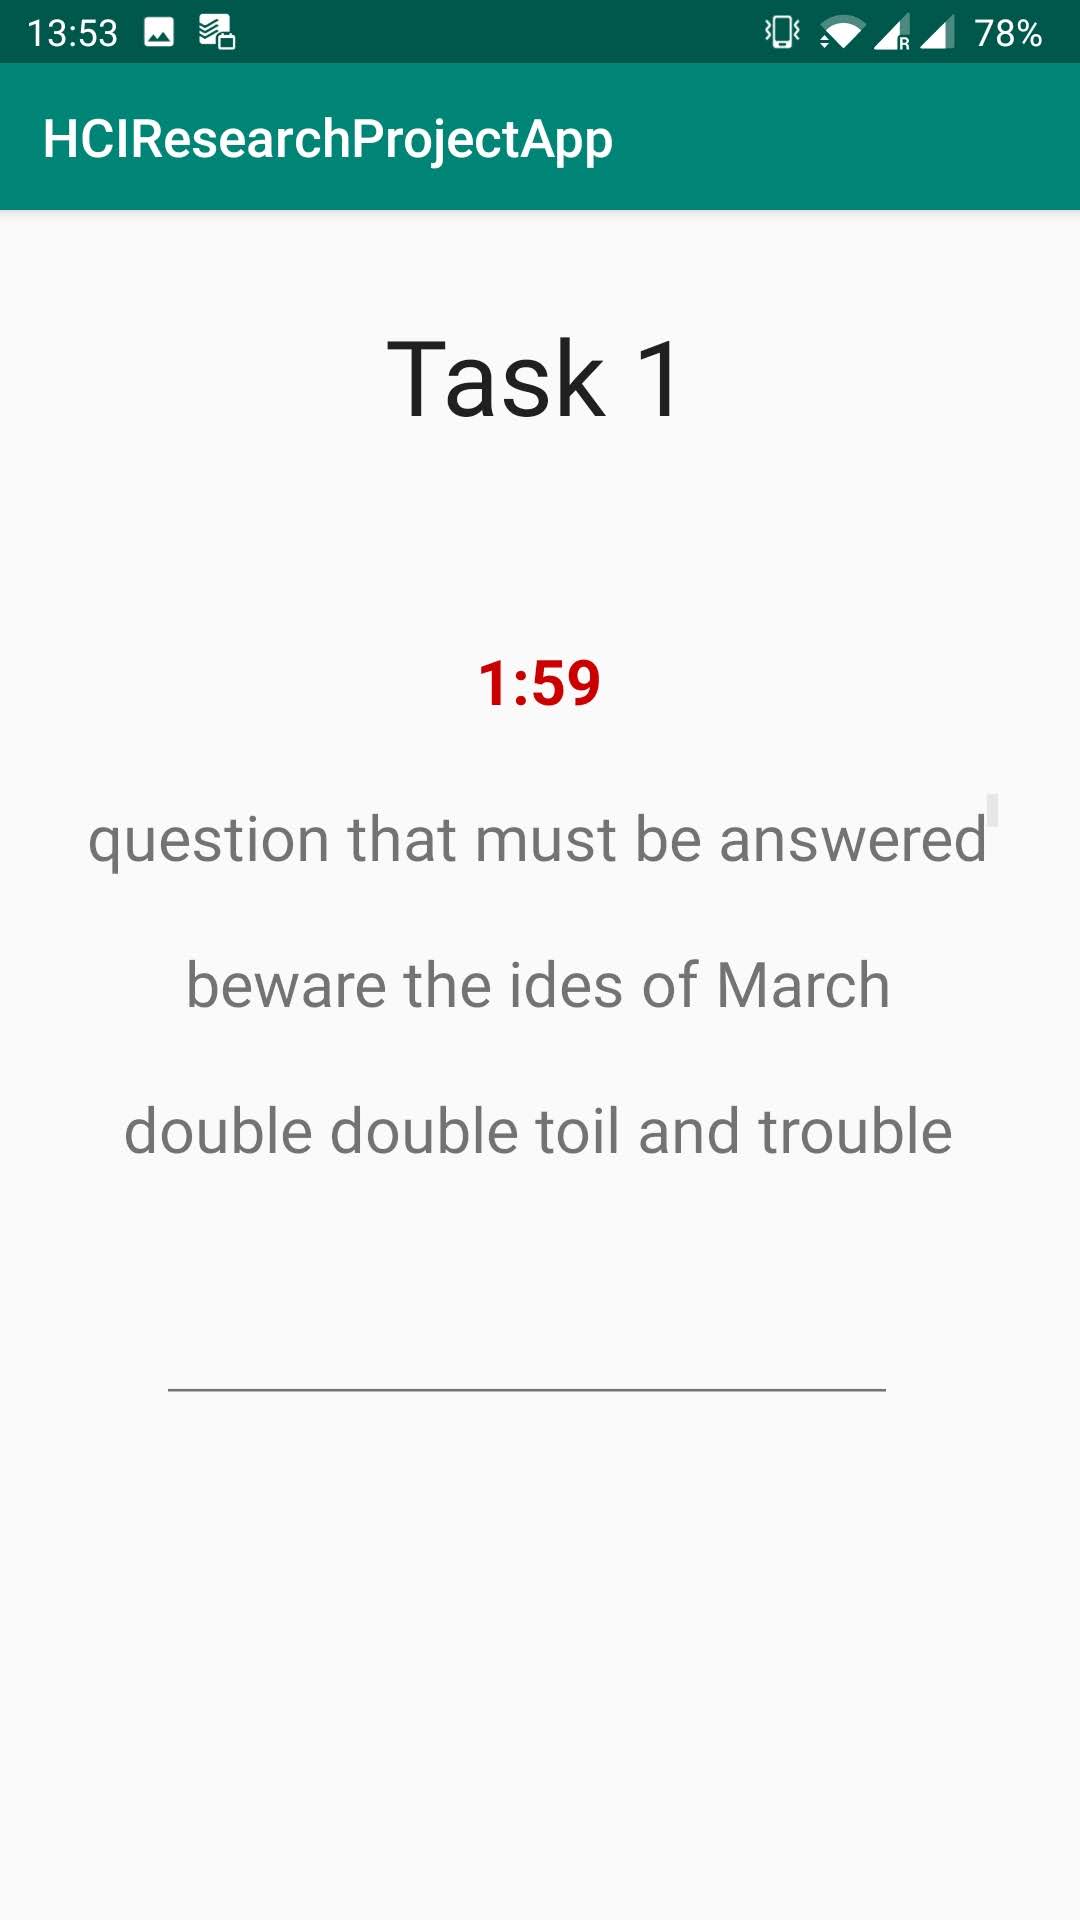 13:53 78%
HCIResearchProjectApp
Task 1
1:59
question that must be answered
beware the ides of March
double double toil and trouble